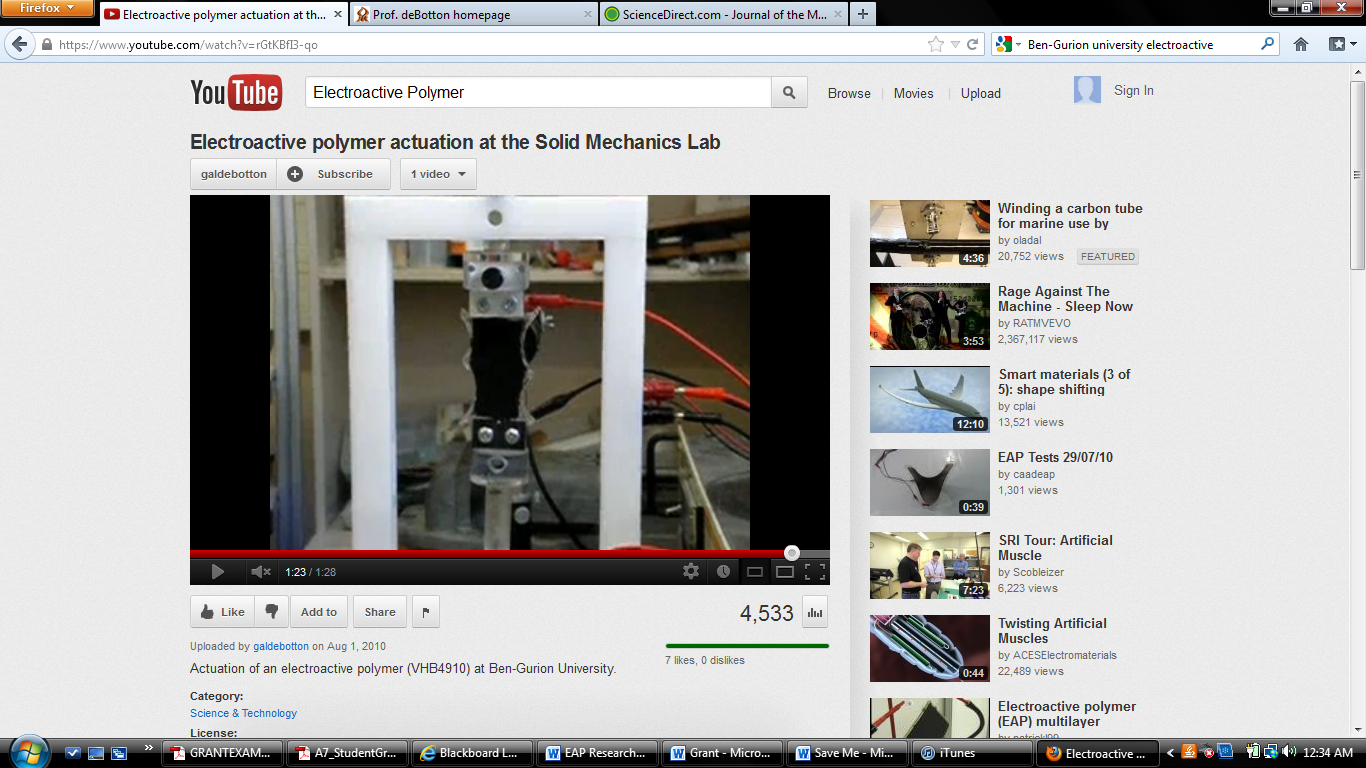 Firefox
Electroactive polymer actuation at th...
Prof. deBotton homepage
ScienceDirect.com - Journal of the M...
https://www.youtube.com/watch?v=rGtKBfI3-qo
Ben-Gurion university electroactive
YouTube
Electroactive Polymer
Browse
Movies
Upload
Sign In
Electroactive polymer actuation at the Solid Mechanics Lab
galdebotton
Subscribe
1 video
1:23 / 1:28
Like
Add to
Share
4,533
Uploaded by galdebotton on Aug 1, 2010
7 likes, 0 dislikes
Actuation of an electroactive polymer (VHB4910) at Ben-Gurion University.
Category:
Science & Technology
License:
4:36
Winding a carbon tube
for marine use by
by oladal
20,752 views
FEATURED
3:53
Rage Against The
Machine - Sleep Now
by RATMVEVO
2,367,117 views
12:10
Smart materials (3 of
5): shape shifting
by cplai
13,521 views
0:39
EAP Tests 29/07/10
by caadeap
1,301 views
7:23
SRI Tour: Artificial
Muscle
by Scobleizer
6,223 views
0:44
Twisting Artificial
Muscles
by ACESElectromaterials
22,489 views
Electroactive polymer
(EAP) multilayer
GRANTEXAM...
A7_StudentGr...
Blackboard L...
EAP Research...
Grant - Micro...
Save Me - Mi...
iTunes
Electroactive ...
12:34 AM